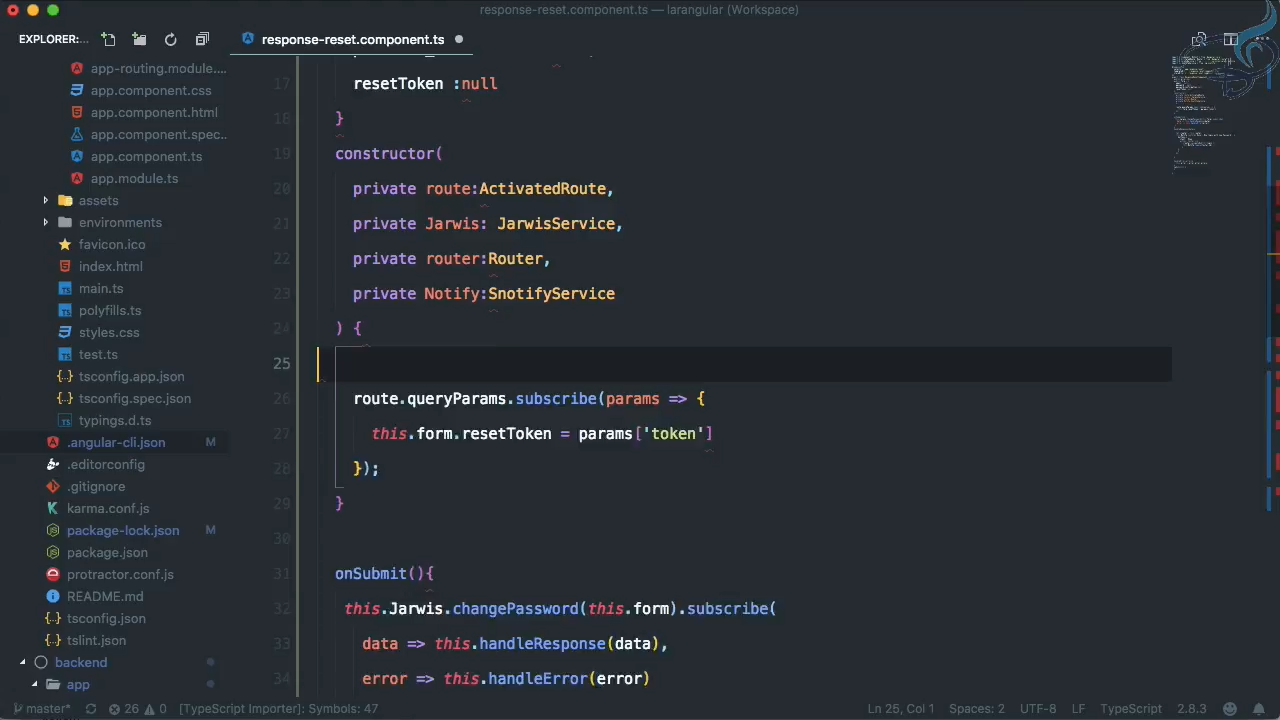 response-reset.component.ts — larangular (Workspace)
EXPLORER:...
response-reset.component.ts
app-routing.module....
app.component.css
app.component.html
app.component.spec..
app.component.ts
app.module.ts
assets
environments
favicon.ico
index.html
main.ts
polyfills.ts
styles.css
test.ts
tsconfig.app.json
tsconfig.spec.json
typings.d.ts
.angular-cli.json M
.editorconfig
.gitignore
karma.conf.js
package-lock.json M
package.json
protractor.conf.js
README.md
tsconfig.json
tslint.json
backend
app
17 resetToken :null
18 }
19 constructor(
20 private route:ActivatedRoute,
21 private Jarwis: JarwisService,
22 private router:Router,
23 private Notify:SnotifyService
24 ) {
25
26 route.queryParams.subscribe(params => {
27 this.form.resetToken = params['token']
28 });
29 }
30
31 onSubmit(){
32 this.Jarwis.changePassword(this.form).subscribe(
33 data => this.handleResponse(data),
34 error => this.handleError(error)
master* 26 0 [TypeScript Importer]: Symbols: 47 Ln 25, Col 1 Spaces: 2 UTF-8 LF TypeScript 2.8.3